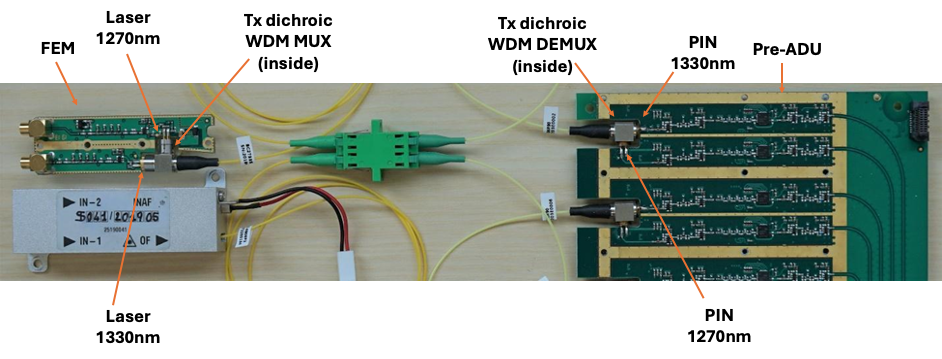 Laser
1270nm
Tx dichroic
WDM MUX
(inside)
FEM
Tx dichroic
WDM DEMUX
(inside)
PIN
1330nm
Pre-ADU
IN-2
INAF
IN-1
OF
Laser
1330nm
PIN
1270nm